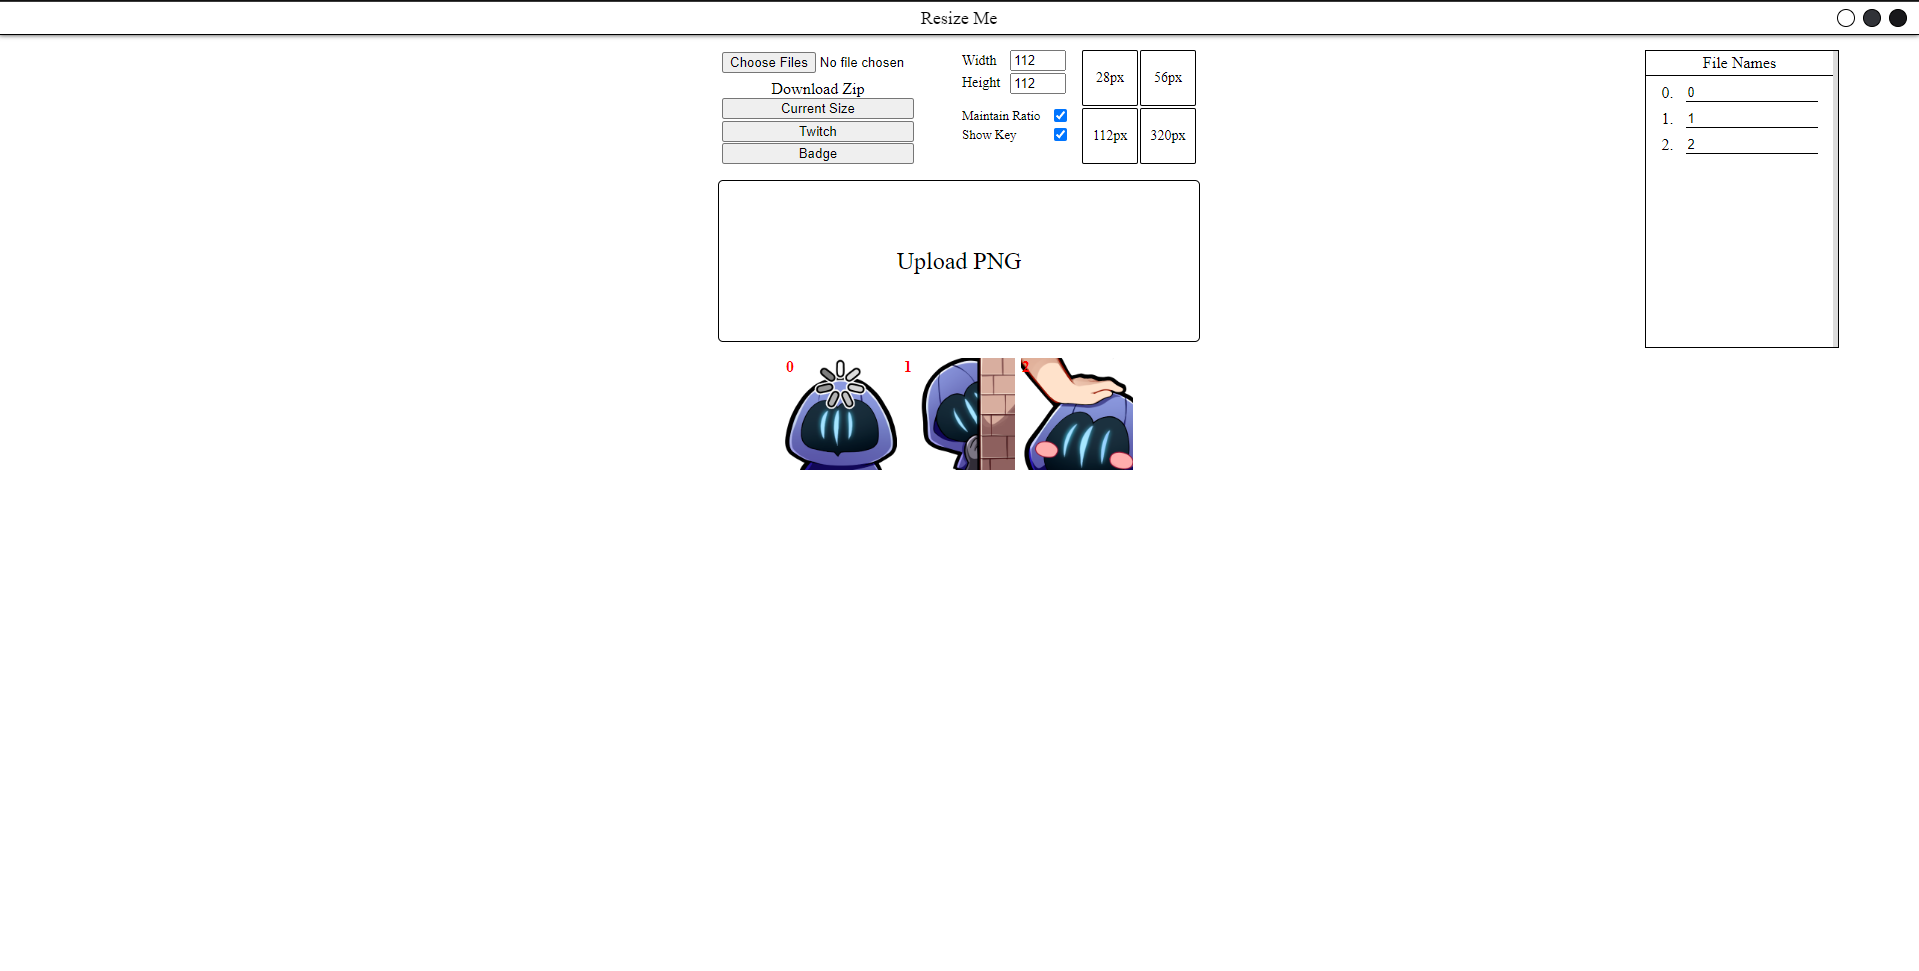 Resize Me
Choose Files No file chosen
Download Zip
Current Size
Twitch
Badge
Width 112
Height 112
Maintain Ratio
Show Key
28px 56px
112px 320px
File Names
0. 0
1. 1
2. 2
Upload PNG
0 1 2